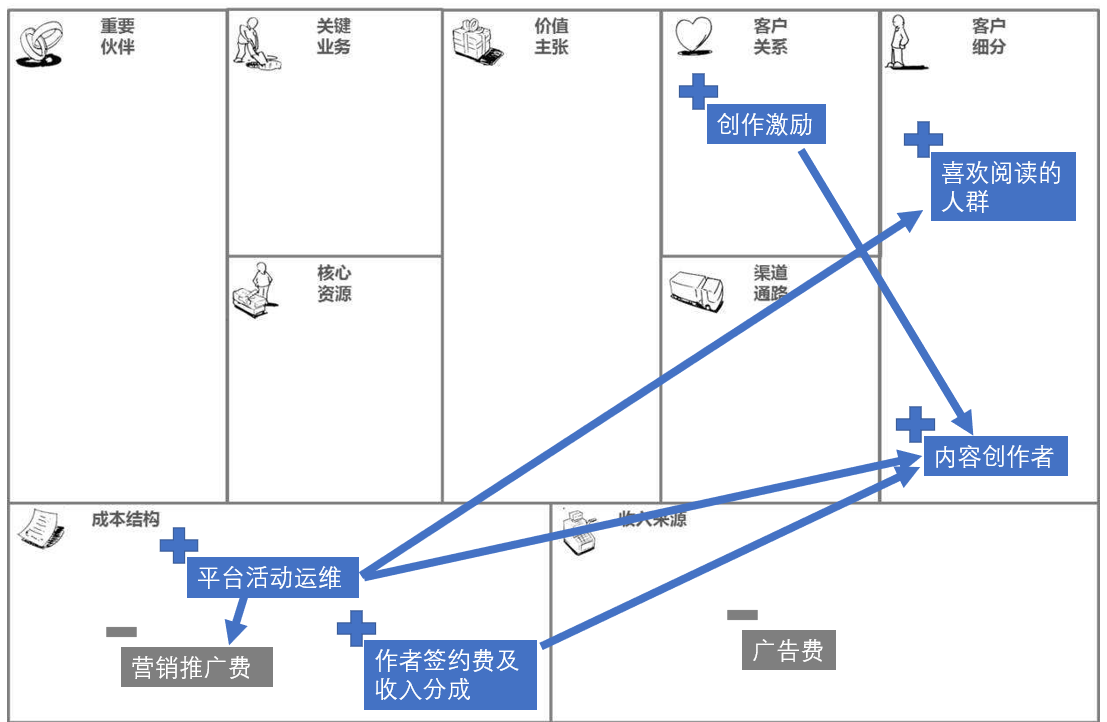 重要
伙伴
关键
业务
价值
主张
客户
关系
客户
细分
创作激励
喜欢阅读的
人群
核心
资源
渠道
通路
内容创作者
成本结构
收入来源
平台活动运维
营销推广费
作者签约费及
收入分成
广告费